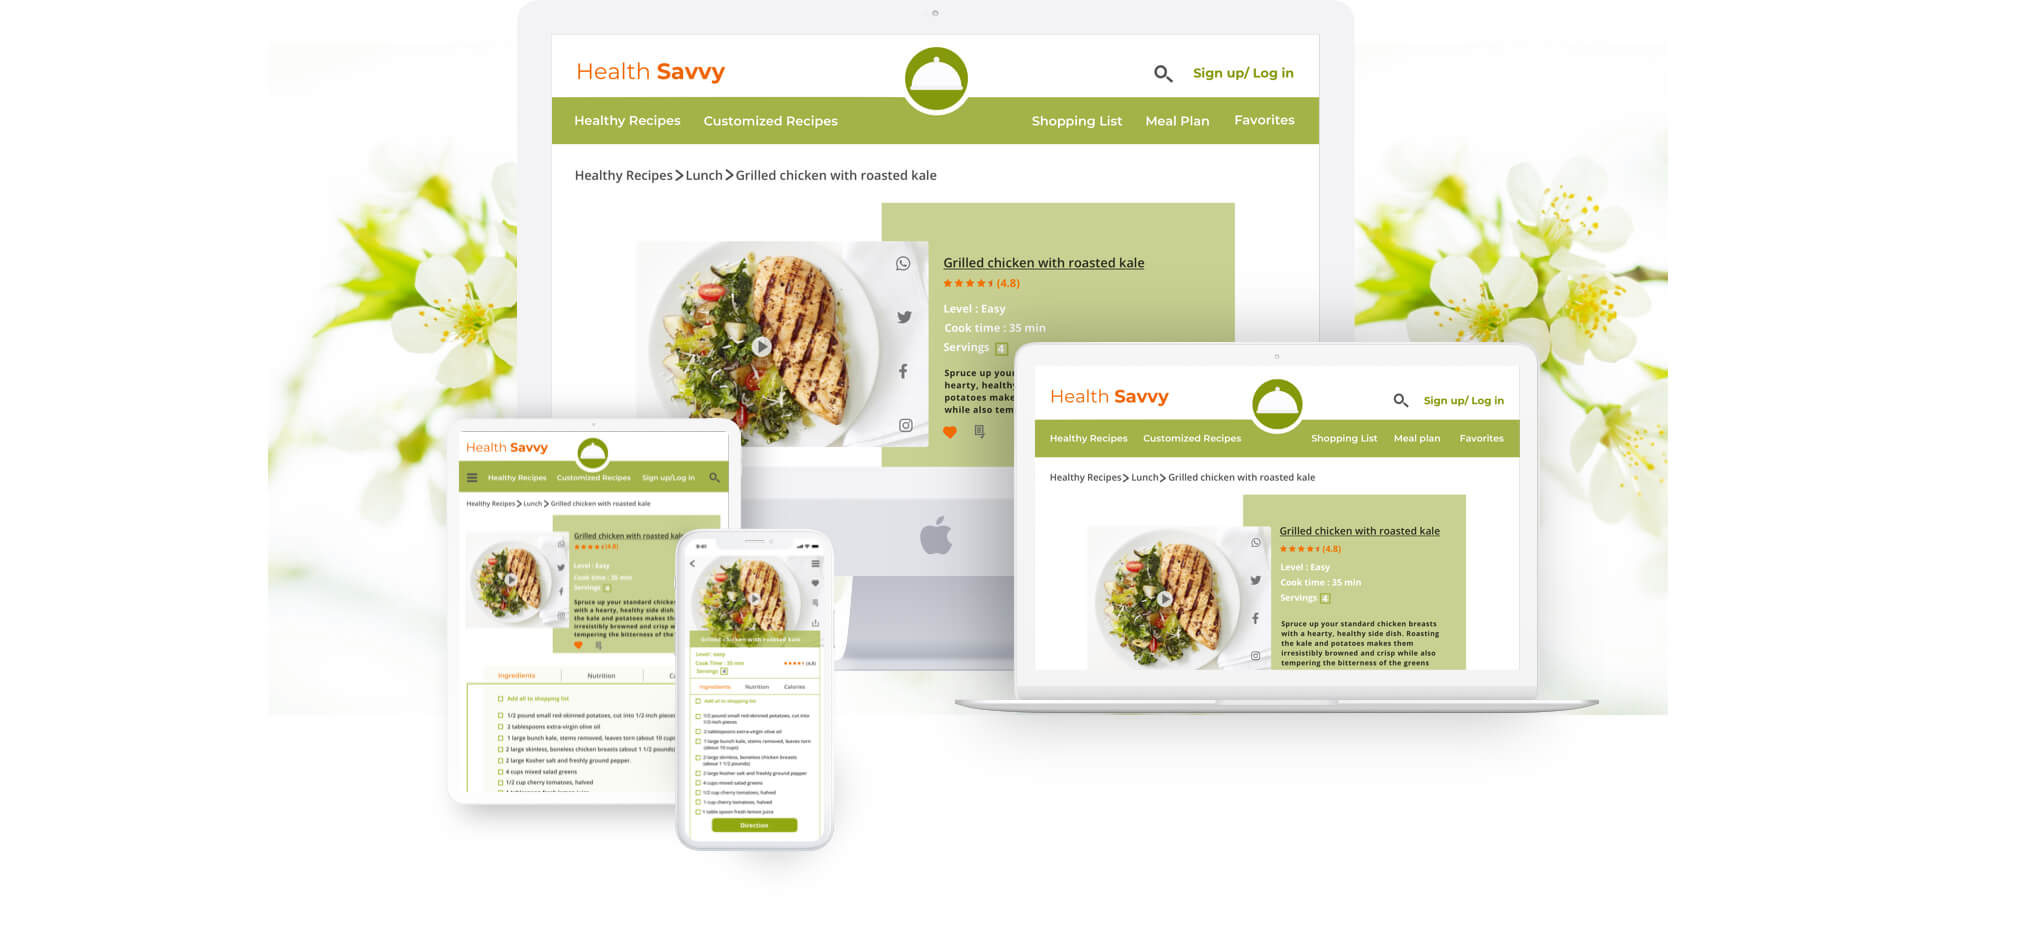 Health Savvy
Sign up/ Log in
Healthy Recipes
Customized Recipes
Shopping List
Meal Plan
Favorites
Healthy Recipes > Lunch > Grilled chicken with roasted kale
Grilled chicken with roasted kale
(4.8)
Level : Easy
Cook time : 35 min
Servings 4
Spruce up your
hearty, healthy
potatoes make
while also tem
Health Savvy
Sign up/ Log in
Healthy Recipes
Customized Recipes
Shopping List
Meal plan
Favorites
Healthy Recipes > Lunch > Grilled chicken with roasted kale
Grilled chicken with roasted kale
(4.8)
Level : Easy
Cook time : 35 min
Servings 4
Spruce up your standard chicken breasts
with a hearty, healthy side dish. Roasting
the kale and potatoes makes them
irresistibly browned and crisp while also
tempering the bitterness of the greens
Health Savvy
Healthy Recipes
Customized Recipes
Sign up/Log in
Healthy Recipes > Lunch > Grilled chicken with roasted kale
Grilled chicken with roasted kale
(4.8)
Level : Easy
Cook time : 35 min
Servings 4
Spruce up your standard chicken
with a hearty, healthy side dish.
the kale and potatoes makes them
irresistibly browned and crisp
tempering the bitterness of the
Ingredients
Nutrition
Add all to shopping list
1/2 pound small red-skinned potatoes, cut into 1/2 inch pieces
2 tablespoons extra-virgin olive oil
1 large bunch kale, stems removed, leaves torn (about 10 cups
2 large skinless, boneless chicken breasts (about 1 1/2 pounds)
2 large Kosher salt and freshly ground pepper.
4 cups mixed salad greens
1/2 cup cherry tomatoes, halved
9:41
Grilled chicken with roasted kale
Level : easy
Cook Time : 35 min
(4.8)
Servings 4
Ingredients
Nutrition
Calories
Add all to shopping list
1/2 pound small red-skinned potatoes, cut into
1/2 inch pieces
2 tablespoons extra-virgin olive oil
1 large bunch kale, stems removed, leaves torn
(about 10 cups)
2 large skinless, boneless chicken breasts
(about 1 1/2 pounds)
2 large Kosher salt and freshly ground pepper
4 cups mixed salad greens
1/2 cup cherry tomatoes, halved
1 cup cherry tomatoes, halved
1 table spoon fresh lemon juice
Direction